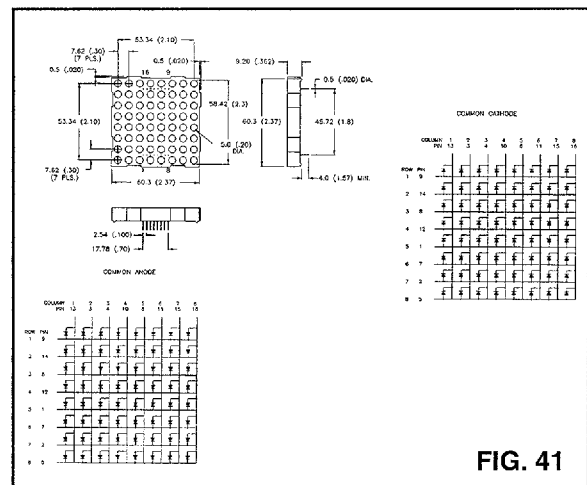 53.34 (2.10)
7.62 (.30)
(7 PLS.)
0.5 (.020)
16 9
0.5 (.020)
53.34 (2.10)
58.42 (2.3)
5.0 (.20)
DIA.
7.62 (.30)
(7 PLS.)
1 8
60.3 (2.37)
9.20 (.362)
0.5 (.020) DIA.
60.3 (2.37)
45.72 (1.8)
4.0 (.157) MIN.
2.54 (.100)
17.78 (.70)
COMMON CATHODE
COLUMN 1 2 3 4 5 6 7 8
PIN 13 3 4 10 6 11 15 16
ROW PIN
1 9
2 14
3 8
4 12
5 1
6 7
7 2
8 5
COMMON ANODE
COLUMN 1 2 3 4 5 6 7 8
PIN 13 3 4 10 6 11 15 16
ROW PIN
1 9
2 14
3 8
4 12
5 1
6 7
7 2
8 5
FIG. 41